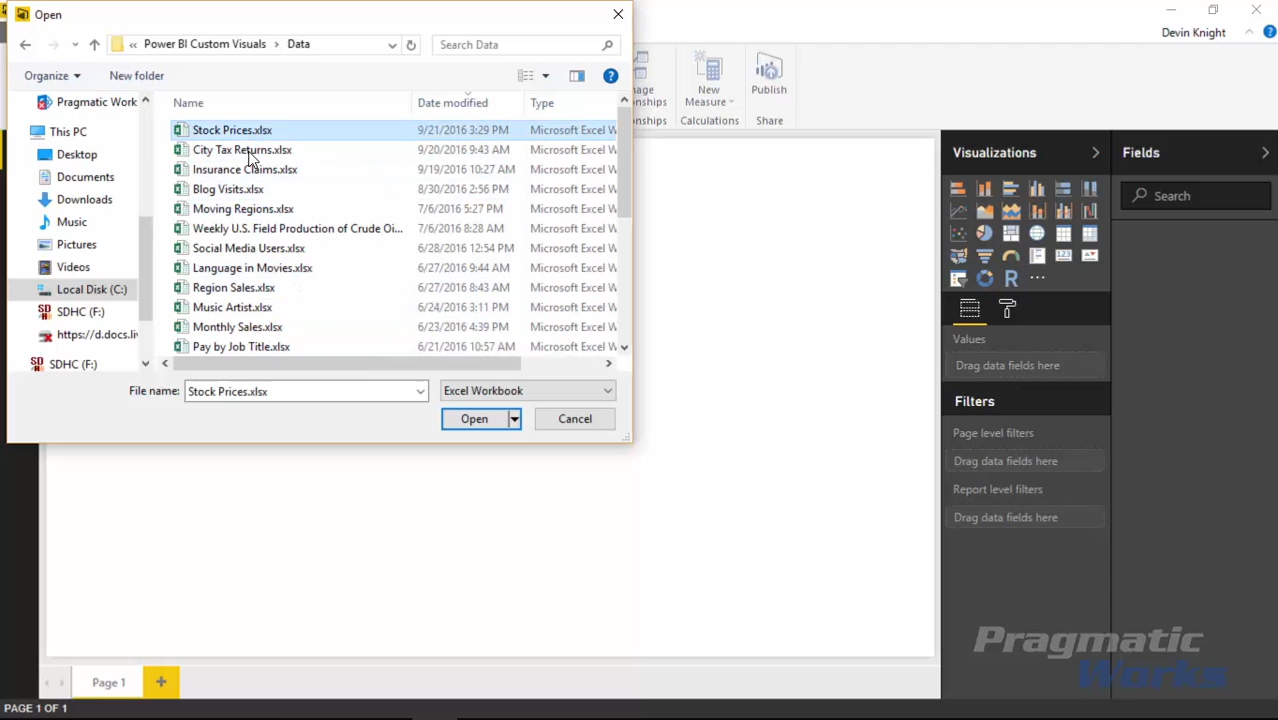 Open
Power BI Custom Visuals
Data
Search Data
Devin Knight
Organize
New folder
Name
Date modified
Type
Pragmatic Work
This PC
Desktop
Documents
Downloads
Music
Pictures
Videos
Local Disk (C:)
SDHC (F:)
https://d.docs.liv
SDHC (F:)
Stock Prices.xlsx 9/21/2016 3:29 PM Microsoft Excel W
City Tax Returns.xlsx 9/20/2016 9:43 AM Microsoft Excel W
Insurance Claims.xlsx 9/19/2016 10:27 AM Microsoft Excel W
Blog Visits.xlsx 8/30/2016 2:56 PM Microsoft Excel W
Moving Regions.xlsx 7/6/2016 5:27 PM Microsoft Excel W
Weekly U.S. Field Production of Crude Oi... 7/6/2016 8:28 AM Microsoft Excel W
Social Media Users.xlsx 6/28/2016 12:54 PM Microsoft Excel W
Language in Movies.xlsx 6/27/2016 9:44 AM Microsoft Excel W
Region Sales.xlsx 6/27/2016 8:43 AM Microsoft Excel W
Music Artist.xlsx 6/24/2016 3:11 PM Microsoft Excel W
Monthly Sales.xlsx 6/23/2016 4:39 PM Microsoft Excel W
Pay by Job Title.xlsx 6/21/2016 10:57 AM Microsoft Excel W
File name: Stock Prices.xlsx
Excel Workbook
Open
Cancel
nage
onships
onships
New
Measure
Calculations
Publish
Share
Visualizations
Fields
Search
R
Values
Drag data fields here
Filters
Page level filters
Drag data fields here
Report level filters
Drag data fields here
Pragmatic
Works
Page 1
PAGE 1 OF 1